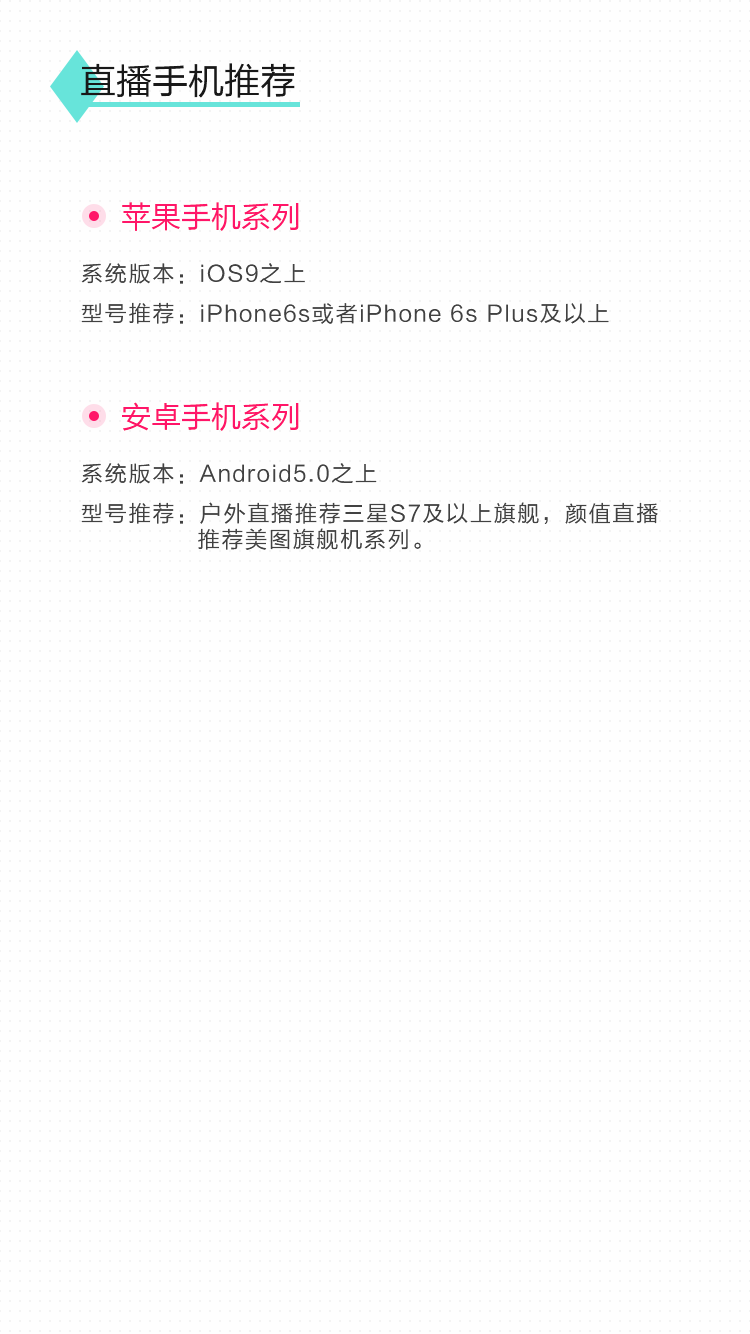 直播手机推荐
苹果手机系列
系统版本：iOS9之上
型号推荐：iPhone6s或者iPhone 6s Plus及以上
安卓手机系列
系统版本：Android5.0之上
型号推荐：户外直播推荐三星S7及以上旗舰，颜值直播
推荐美图旗舰机系列。